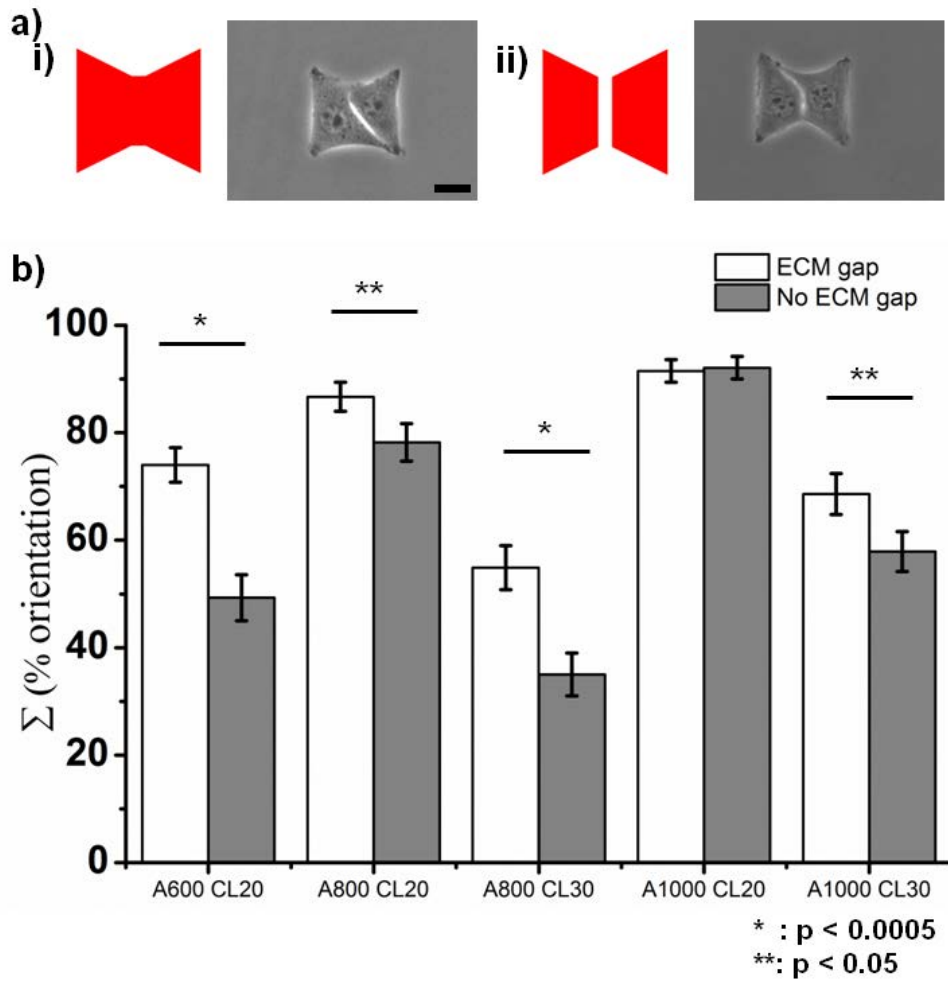 a)
i)
ii)
b)
ECM gap
No ECM gap
Σ (% orientation)
100
80
60
40
20
0
*
**
*
**
A600 CL20
A800 CL20
A800 CL30
A1000 CL20
A1000 CL30
* : p < 0.0005
**: p < 0.05